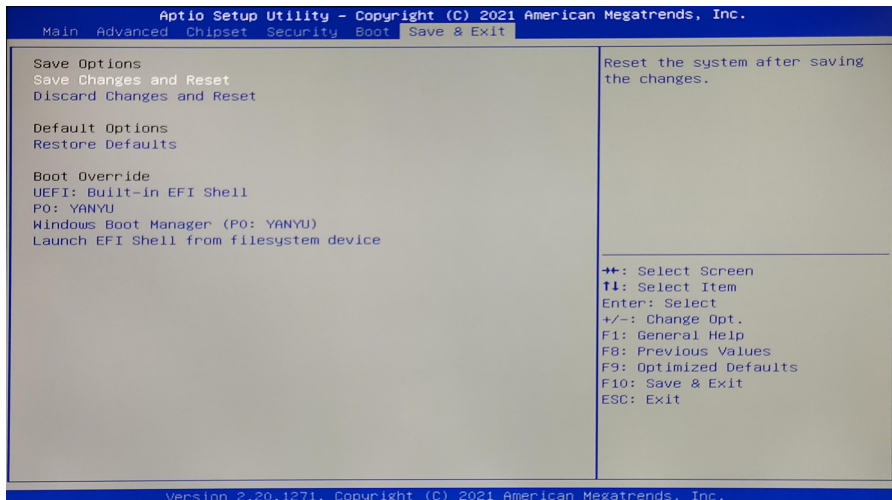 Aptio Setup Utility – Copyright (C) 2021 American Megatrends, Inc.
Main Advanced Chipset Security Boot Save & Exit
Save Options
Save Changes and Reset
Discard Changes and Reset
Default Options
Restore Defaults
Boot Override
UEFI: Built-in EFI Shell
P0: YANYU
Windows Boot Manager (P0: YANYU)
Launch EFI Shell from filesystem device
Reset the system after saving
the changes.
→←: Select Screen
↑↓: Select Item
Enter: Select
+/-: Change Opt.
F1: General Help
F8: Previous Values
F9: Optimized Defaults
F10: Save & Exit
ESC: Exit
Version 2.20.1271. Copyright (C) 2021 American Megatrends, Inc.